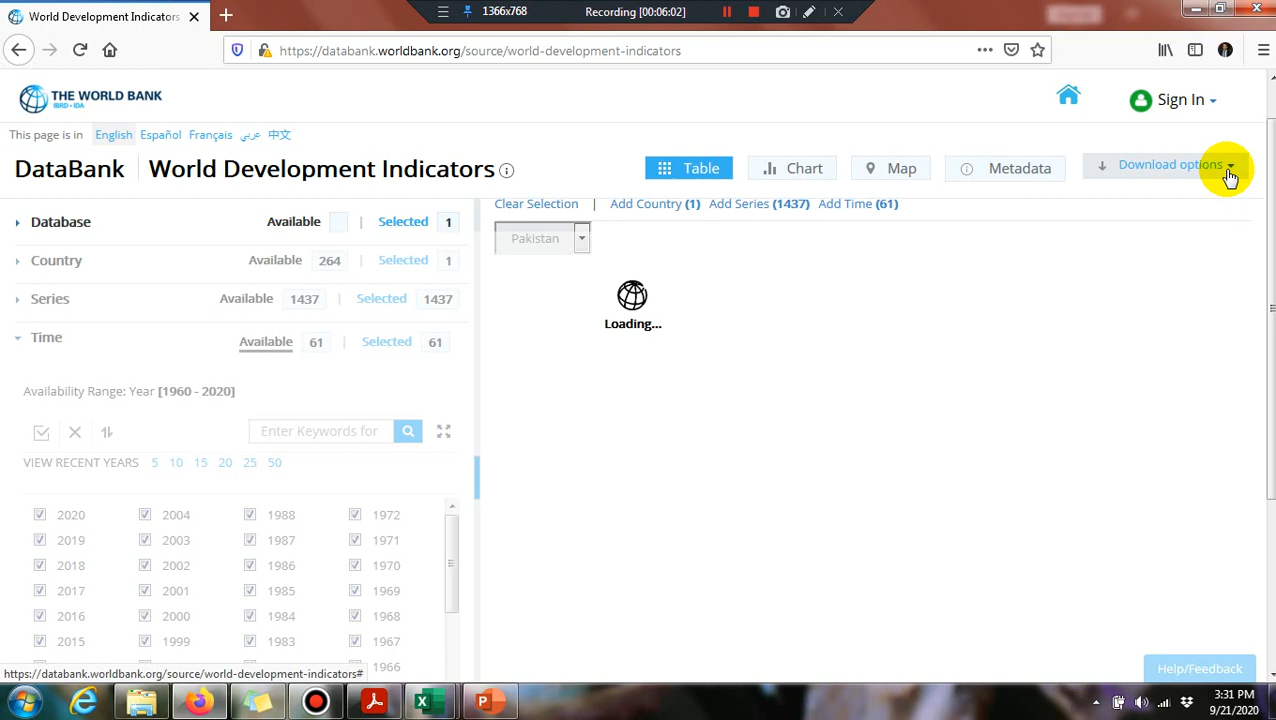 World Development Indicators
1366x768
Recording [00:06:02]
https://databank.worldbank.org/source/world-development-indicators
THE WORLD BANK
IBRD • IDA
Sign In
This page is in English Español Français عربي 中文
DataBank World Development Indicators
Table
Chart
Map
Metadata
Download options
Database Available | Selected 1
Clear Selection | Add Country (1) Add Series (1437) Add Time (61)
Pakistan
Country Available 264 | Selected 1
Series Available 1437 | Selected 1437
Loading...
Time Available 61 | Selected 61
Availability Range: Year [1960 - 2020]
Enter Keywords for
VIEW RECENT YEARS 5 10 15 20 25 50
2020 2004 1988 1972
2019 2003 1987 1971
2018 2002 1986 1970
2017 2001 1985 1969
2016 2000 1984 1968
2015 1999 1983 1967
1966
Help/Feedback
https://databank.worldbank.org/source/world-development-indicators#
3:31 PM
9/21/2020